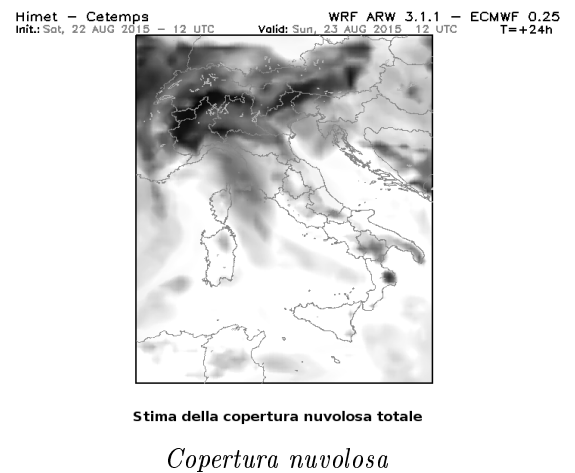 Himet – Cetemps WRF ARW 3.1.1 – ECMWF 0.25
Init.: Sat, 22 AUG 2015 – 12 UTC Valid: Sun, 23 AUG 2015 12 UTC T=+24h
Stima della copertura nuvolosa totale
Copertura nuvolosa